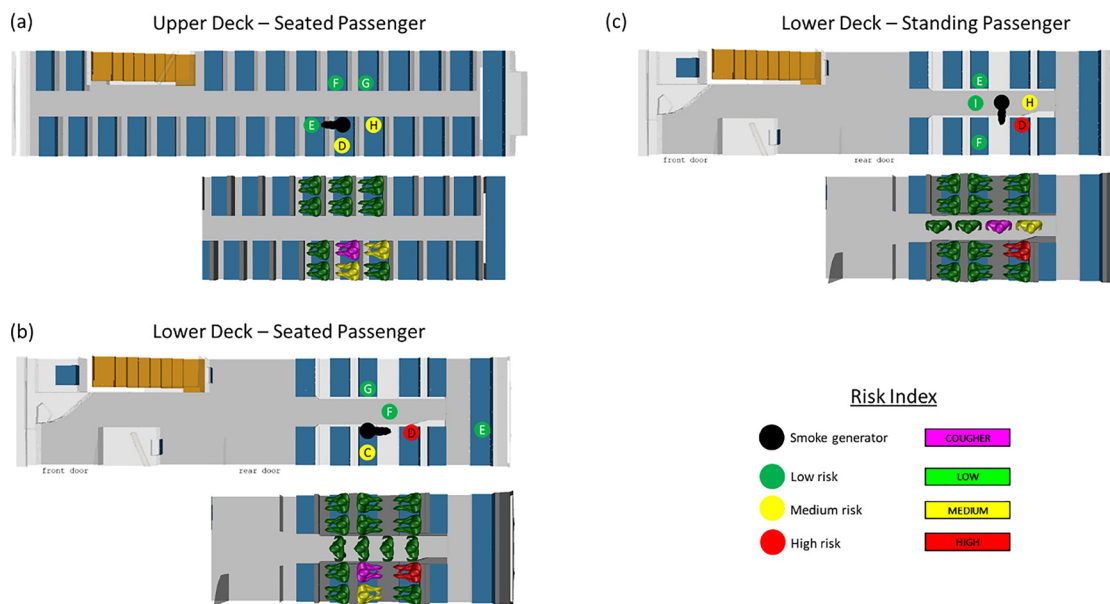 (a)
Upper Deck – Seated Passenger
F
G
E
H
D
(b)
Lower Deck – Seated Passenger
G
F
D
E
C
front door
rear door
(c)
Lower Deck – Standing Passenger
E
I
H
D
F
front door
rear door
Risk Index
Smoke generator
COUGHER
Low risk
LOW
Medium risk
MEDIUM
High risk
HIGH